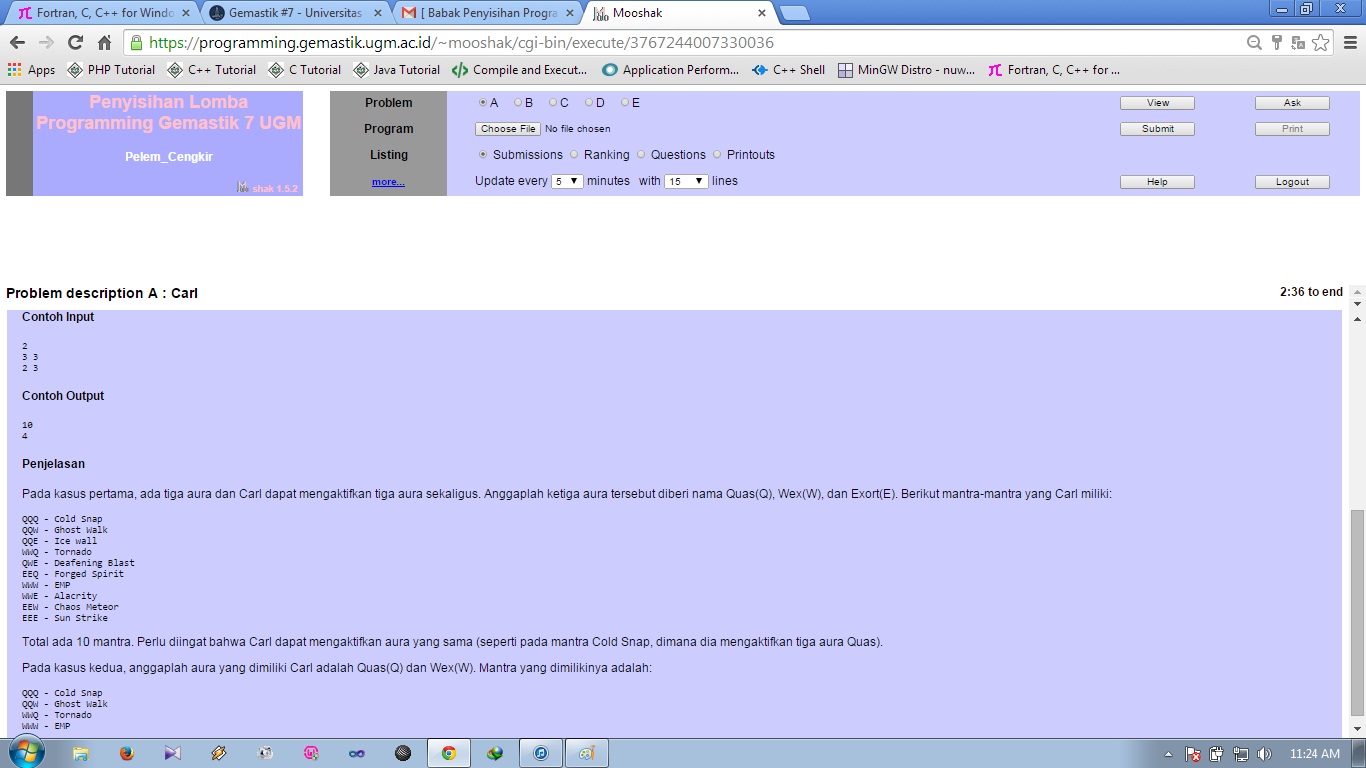 Fortran, C, C++ for Windo
Gemastik #7 - Universitas
[ Babak Penyisihan Progra
Mooshak
https://programming.gemastik.ugm.ac.id/~mooshak/cgi-bin/execute/3767244007330036
Apps PHP Tutorial C++ Tutorial C Tutorial Java Tutorial Compile and Execut... Application Perform... C++ Shell MinGW Distro - nuw... Fortran, C, C++ for ...
Penyisihan Lomba
Programming Gemastik 7 UGM
Pelem_Cengkir
shak 1.5.2
Problem A B C D E View Ask
Program Choose File No file chosen Submit Print
Listing Submissions Ranking Questions Printouts
more... Update every 5 minutes with 15 lines Help Logout
Problem description A : Carl 2:36 to end
Contoh Input
2
3 3
2 3
Contoh Output
10
4
Penjelasan
Pada kasus pertama, ada tiga aura dan Carl dapat mengaktifkan tiga aura sekaligus. Anggaplah ketiga aura tersebut diberi nama Quas(Q), Wex(W), dan Exort(E). Berikut mantra-mantra yang Carl miliki:
QQQ - Cold Snap
QQW - Ghost Walk
QQE - Ice wall
WWQ - Tornado
QWE - Deafening Blast
EEQ - Forged Spirit
WWW - EMP
WWE - Alacrity
EEW - Chaos Meteor
EEE - Sun Strike
Total ada 10 mantra. Perlu diingat bahwa Carl dapat mengaktifkan aura yang sama (seperti pada mantra Cold Snap, dimana dia mengaktifkan tiga aura Quas).
Pada kasus kedua, anggaplah aura yang dimiliki Carl adalah Quas(Q) dan Wex(W). Mantra yang dimilikinya adalah:
QQQ - Cold Snap
QQW - Ghost Walk
WWQ - Tornado
WWW - EMP
11:24 AM